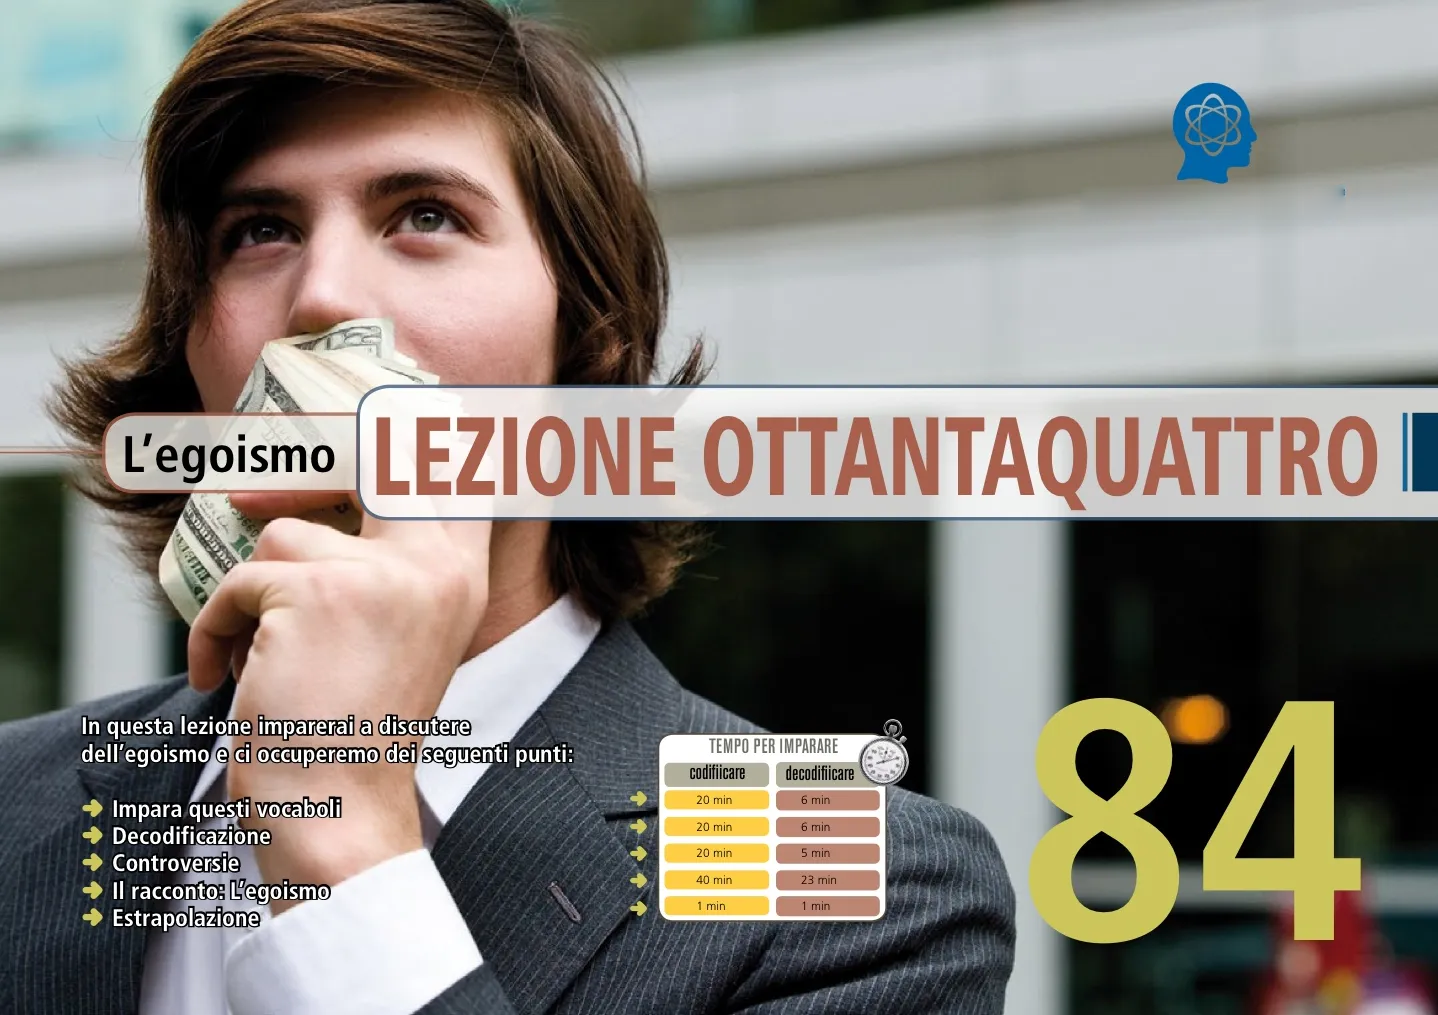 L'egoismo
LEZIONE OTTANTAQUATTRO
In questa lezione imparerai a discutere
dell'egoismo e ci occuperemo dei seguenti punti:
Impara questi vocaboli
Decodificazione
Controversie
Il racconto: L'egoismo
Estrapolazione
TEMPO PER IMPARARE
codifiicare decodifiicare
20 min 6 min
20 min 6 min
20 min 5 min
40 min 23 min
1 min 1 min
84